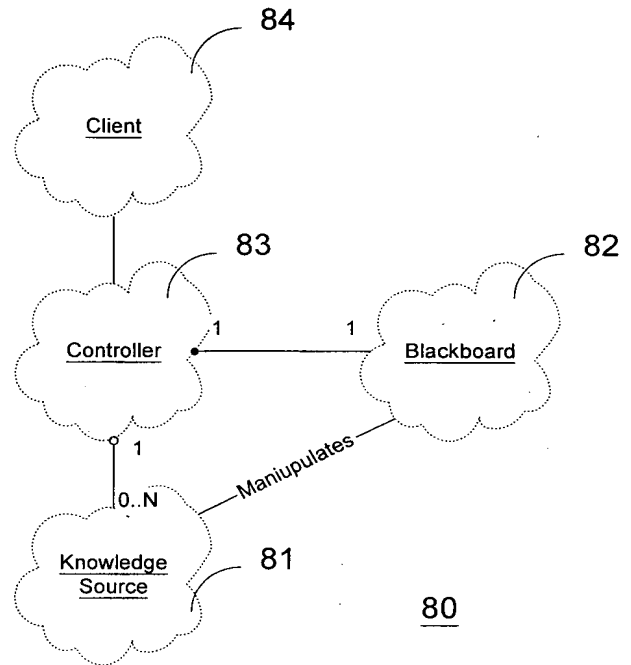 84
Client
83
82
1
1
Controller
Blackboard
1
Maniupulates
0..N
Knowledge
Source
81
80